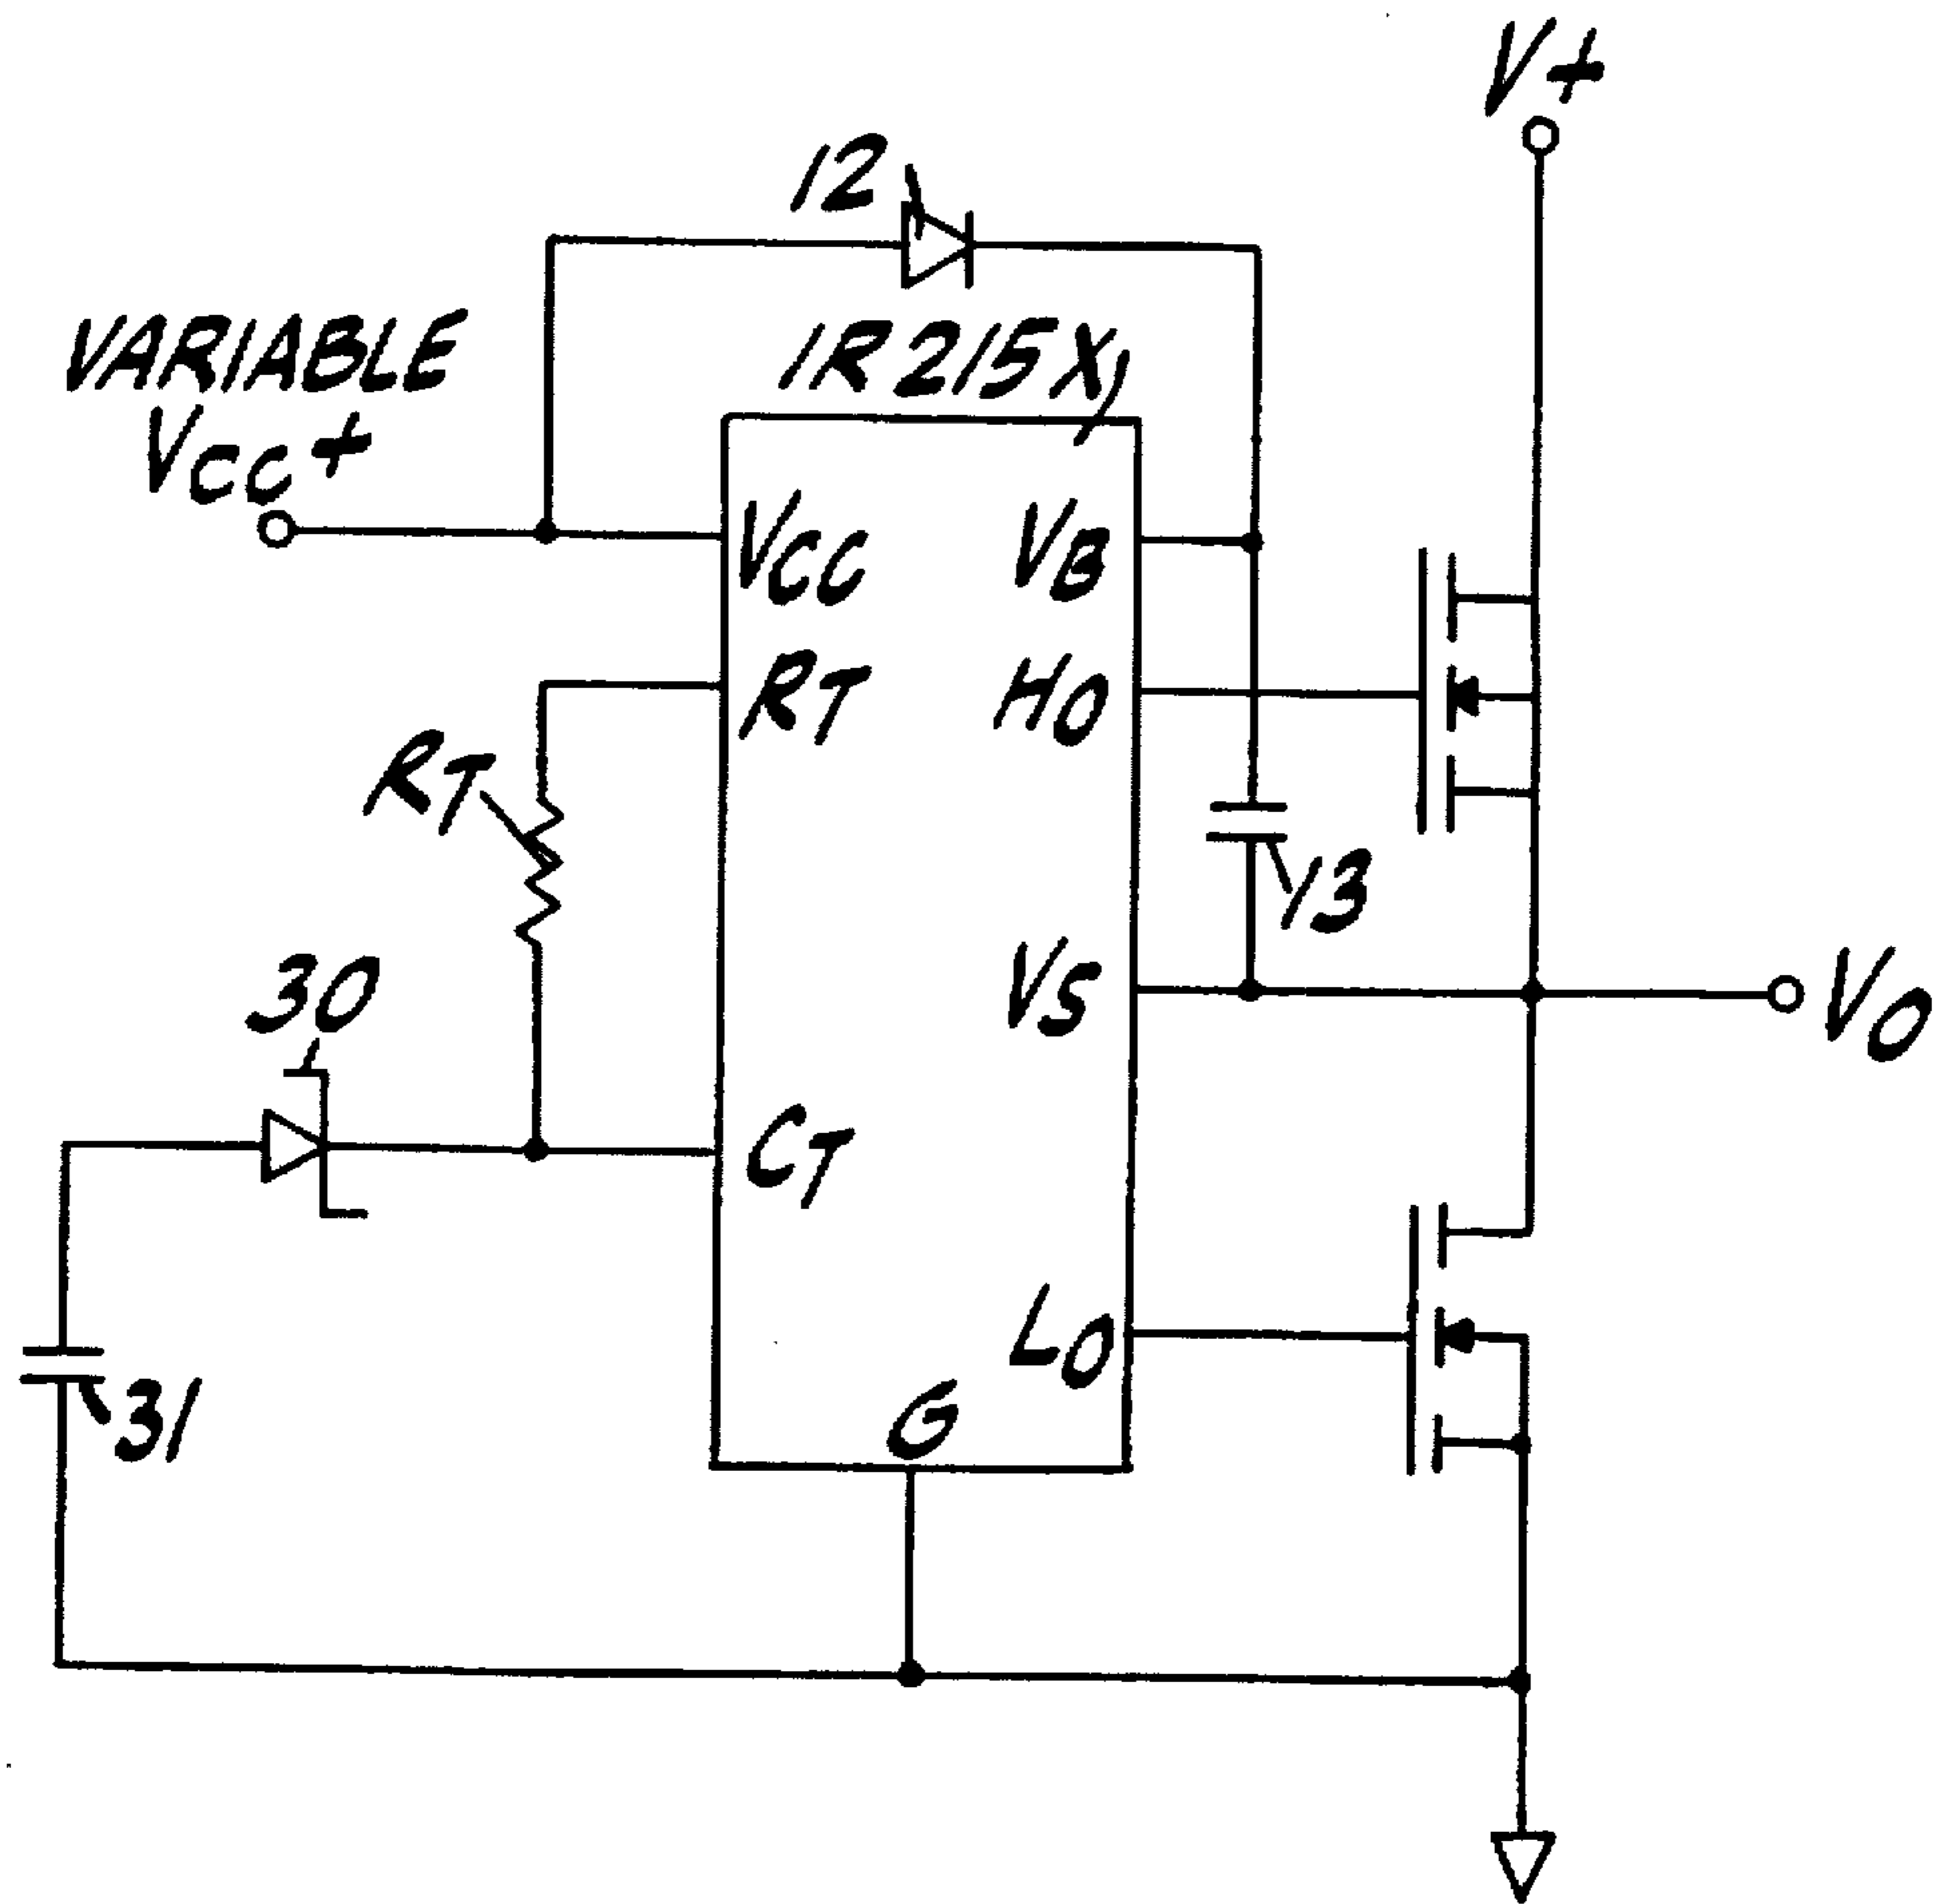 V+
12
IR215X
VARIABLE
VCC+
VCC
VB
RT
HO
RT
13
VS
VO
30
CT
LO
31
G